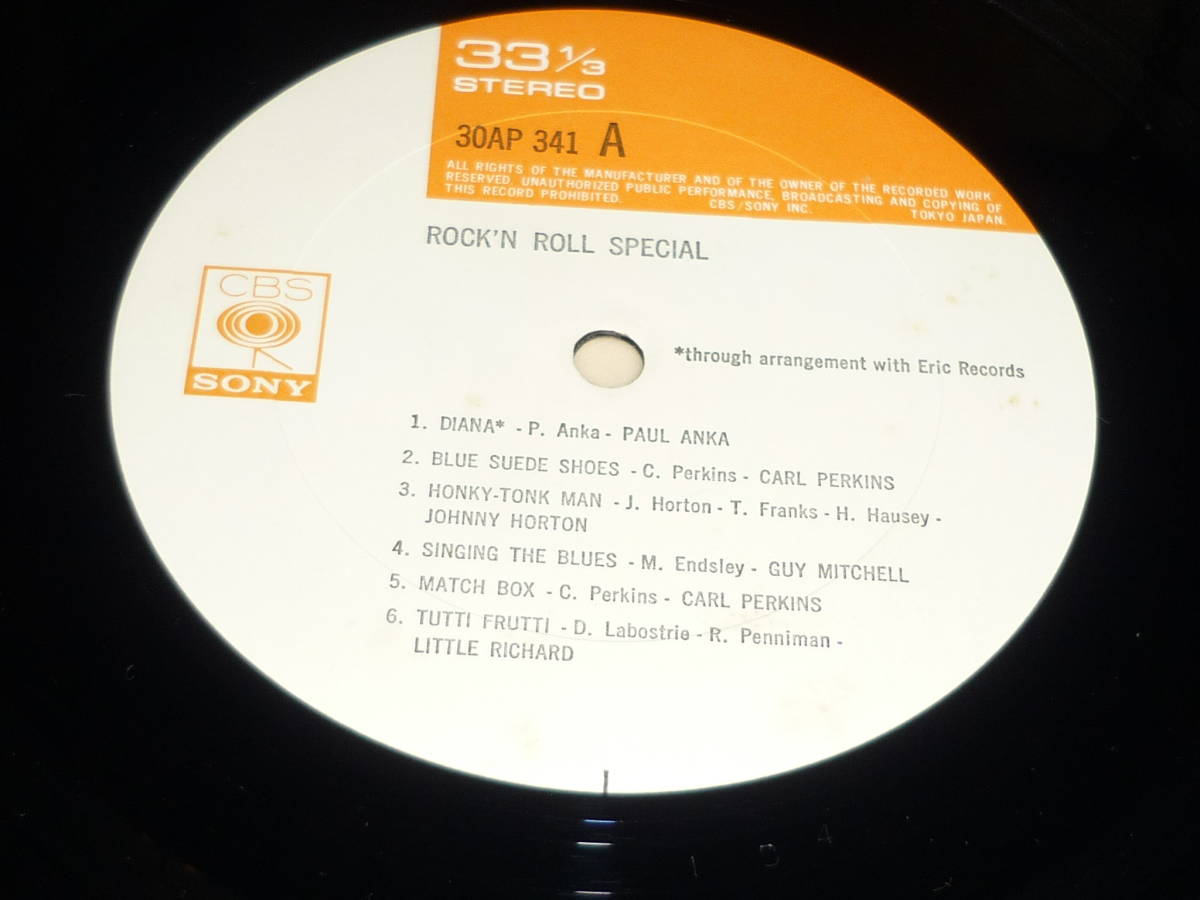 33 1/3
STEREO
30AP 341 A
ALL RIGHTS OF THE MANUFACTURER AND OF THE OWNER OF THE RECORDED WORK
RESERVED, UNAUTHORIZED PUBLIC PERFORMANCE, BROADCASTING AND COPYING OF
THIS RECORD PROHIBITED. CBS/SONY INC. TOKYO JAPAN.
ROCK'N ROLL SPECIAL
CBS
SONY
*through arrangement with Eric Records
1. DIANA* - P. Anka - PAUL ANKA
2. BLUE SUEDE SHOES - C. Perkins - CARL PERKINS
3. HONKY-TONK MAN - J. Horton - T. Franks - H. Hausey -
JOHNNY HORTON
4. SINGING THE BLUES - M. Endsley - GUY MITCHELL
5. MATCH BOX - C. Perkins - CARL PERKINS
6. TUTTI FRUTTI - D. Labostrie - R. Penniman -
LITTLE RICHARD